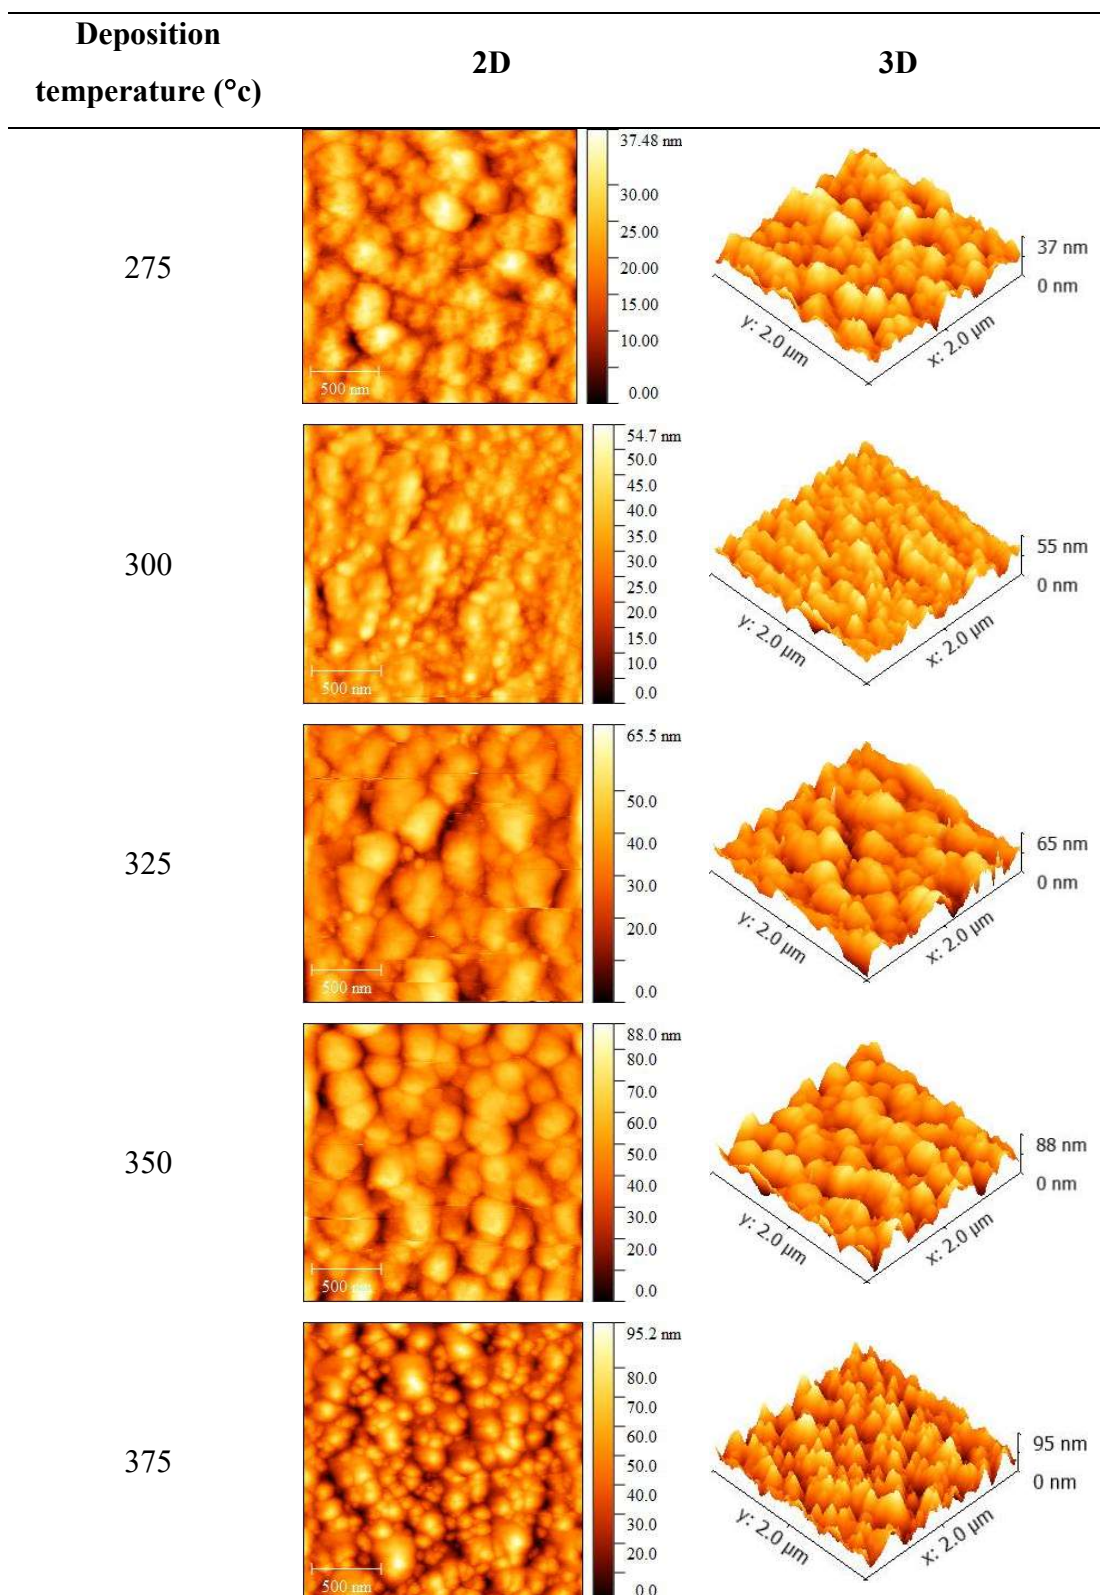 Deposition
temperature (°c)
2D
3D
275
37.48 nm
30.00
25.00
20.00
15.00
10.00
0.00
500 nm
37 nm
0 nm
y: 2.0 µm
x: 2.0 µm
300
54.7 nm
50.0
45.0
40.0
35.0
30.0
25.0
20.0
15.0
10.0
0.0
500 nm
55 nm
0 nm
y: 2.0 µm
x: 2.0 µm
325
65.5 nm
50.0
40.0
30.0
20.0
0.0
500 nm
65 nm
0 nm
y: 2.0 µm
x: 2.0 µm
350
88.0 nm
80.0
70.0
60.0
50.0
40.0
30.0
20.0
0.0
500 nm
88 nm
0 nm
y: 2.0 µm
x: 2.0 µm
375
95.2 nm
80.0
70.0
60.0
50.0
40.0
30.0
20.0
0.0
500 nm
95 nm
0 nm
y: 2.0 µm
x: 2.0 µm